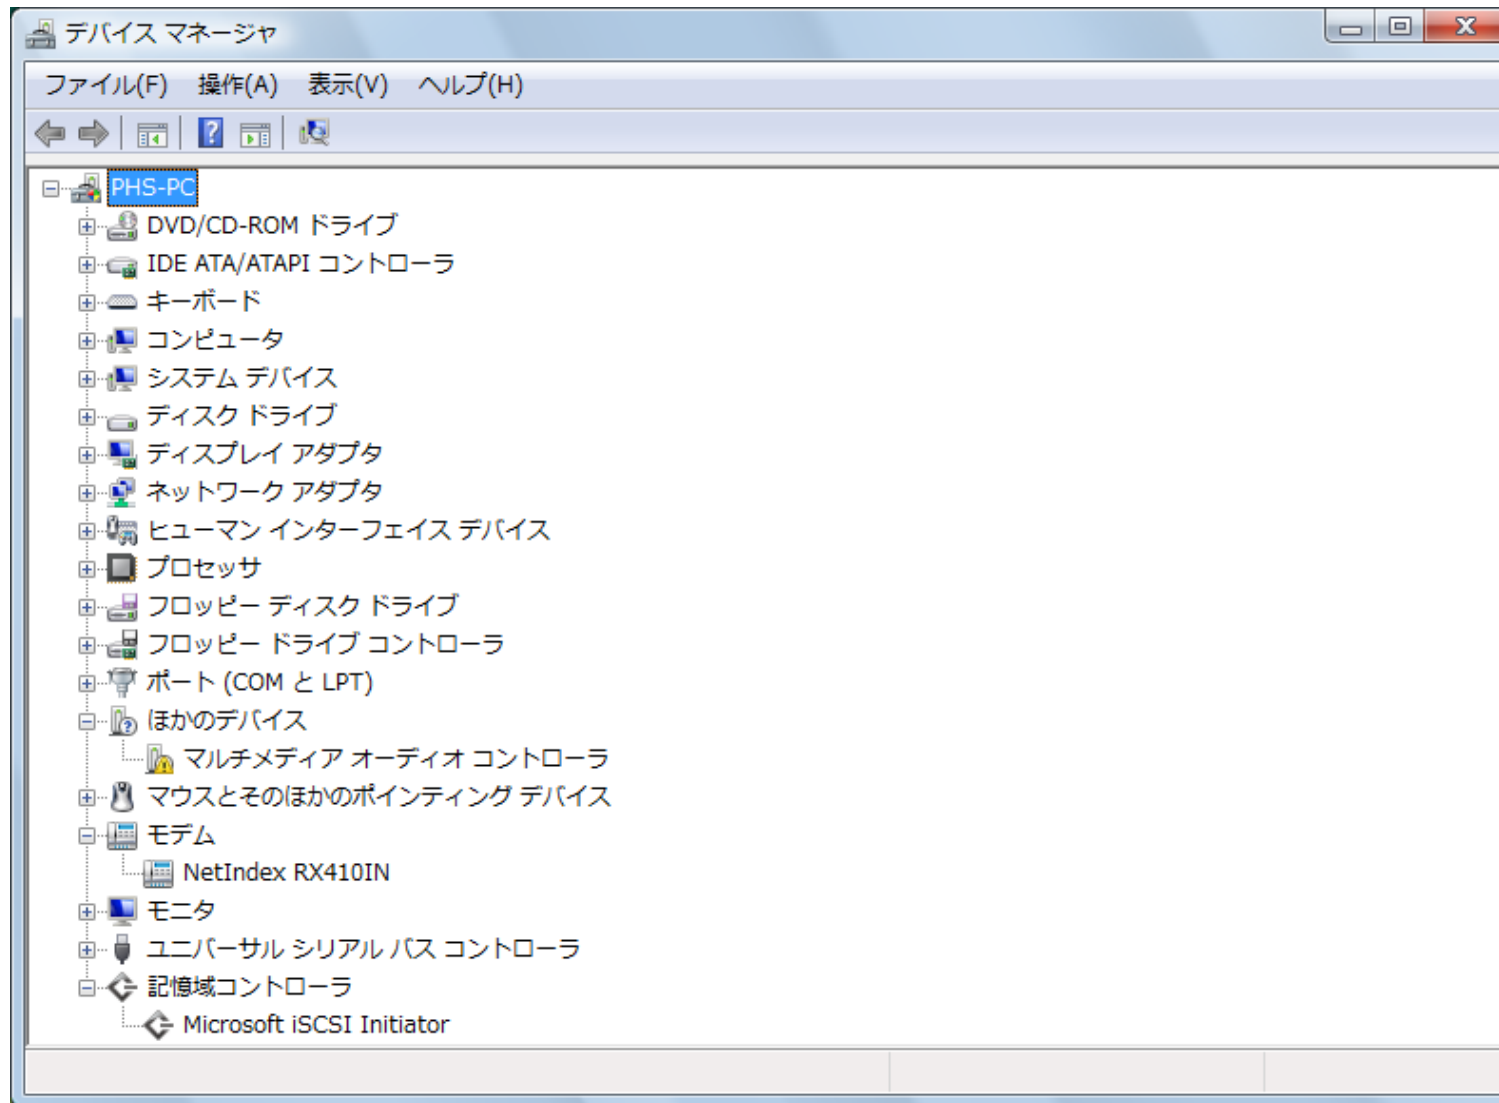 デバイス マネージャ
ファイル(F) 操作(A) 表示(V) ヘルプ(H)
PHS-PC
DVD/CD-ROM ドライブ
IDE ATA/ATAPI コントローラ
キーボード
コンピュータ
システム デバイス
ディスク ドライブ
ディスプレイ アダプタ
ネットワーク アダプタ
ヒューマン インターフェイス デバイス
プロセッサ
フロッピー ディスク ドライブ
フロッピー ドライブ コントローラ
ポート (COM と LPT)
ほかのデバイス
マルチメディア オーディオ コントローラ
マウスとそのほかのポインティング デバイス
モデム
NetIndex RX410IN
モニタ
ユニバーサル シリアル バス コントローラ
記憶域コントローラ
Microsoft iSCSI Initiator